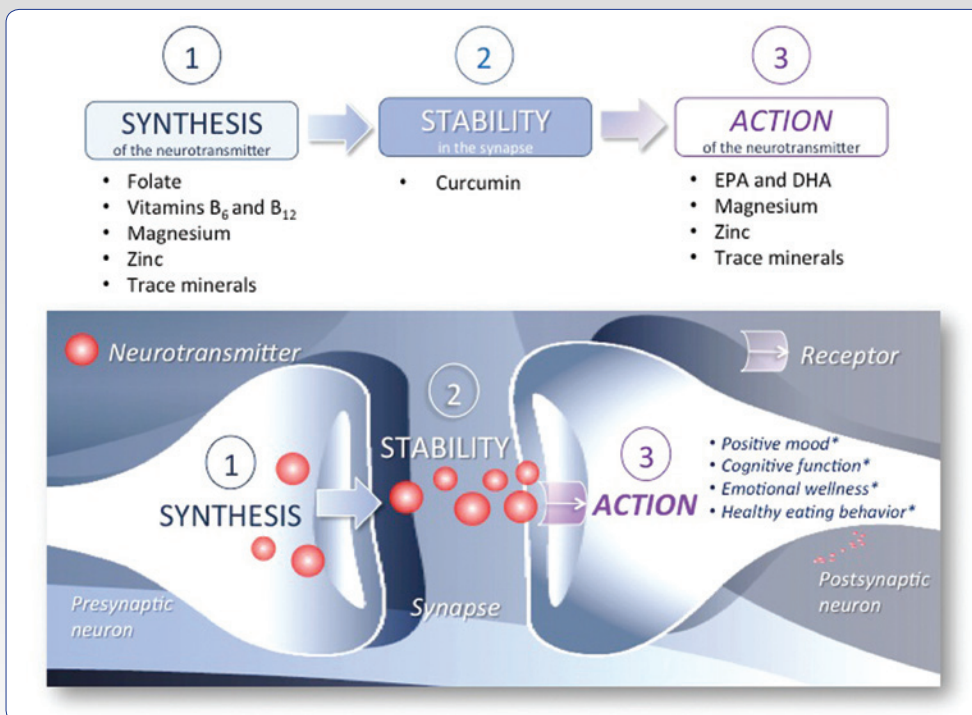 1
2
3
SYNTHESIS
of the neurotransmitter
STABILITY
in the synapse
ACTION
of the neurotransmitter
• Folate
• Vitamins B₆ and B₁₂
• Magnesium
• Zinc
• Trace minerals
• Curcumin
• EPA and DHA
• Magnesium
• Zinc
• Trace minerals
Neurotransmitter
Receptor
2
STABILITY
1
SYNTHESIS
3
ACTION
• Positive mood*
• Cognitive function*
• Emotional wellness*
• Healthy eating behavior*
Presynaptic
neuron
Synapse
Postsynaptic
neuron